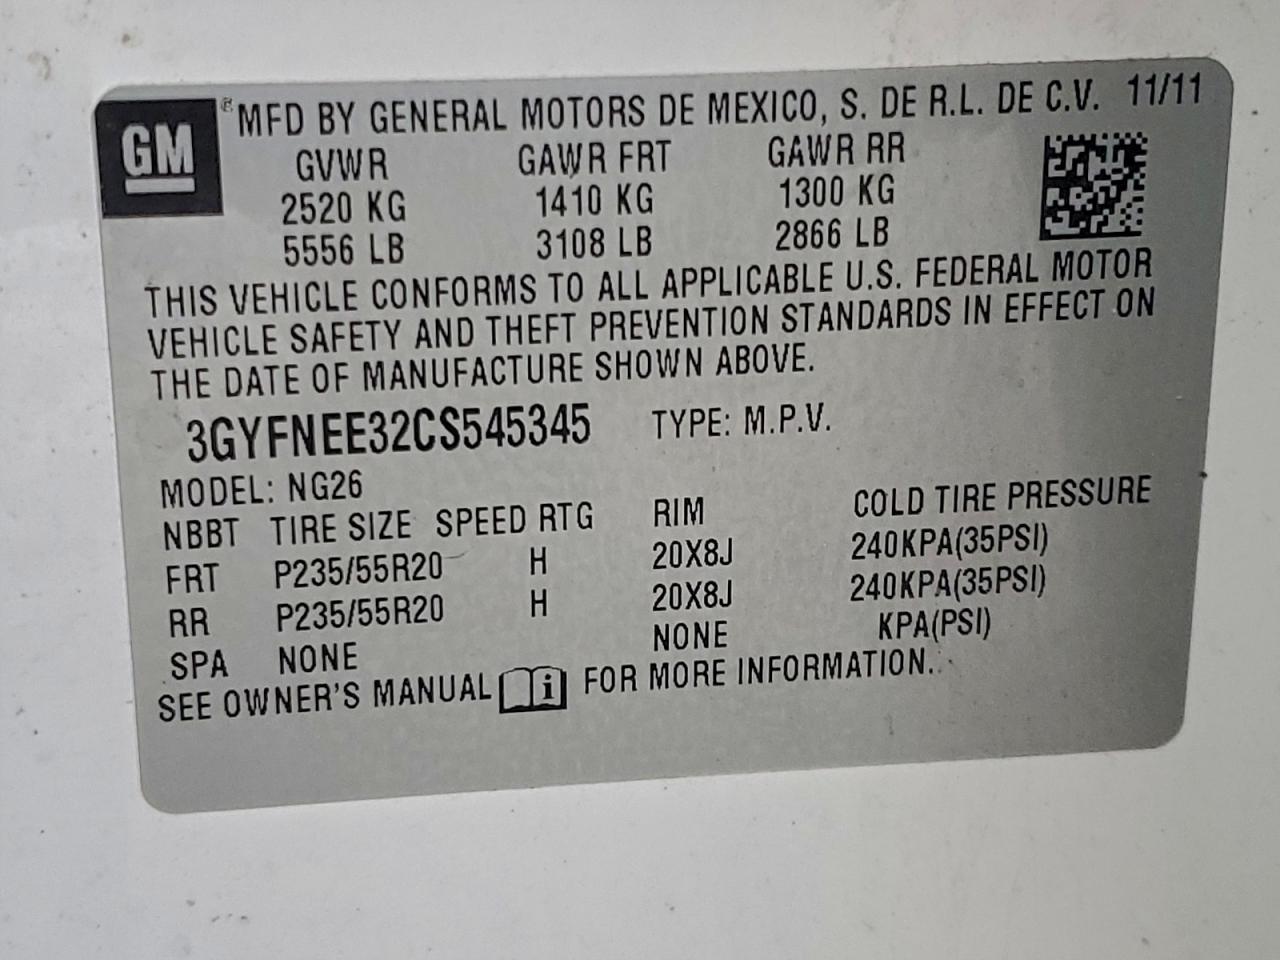 GM ® MFD BY GENERAL MOTORS DE MEXICO, S. DE R.L. DE C.V. 11/11
GVWR GAWR FRT GAWR RR
2520 KG 1410 KG 1300 KG
5556 LB 3108 LB 2866 LB
THIS VEHICLE CONFORMS TO ALL APPLICABLE U.S. FEDERAL MOTOR
VEHICLE SAFETY AND THEFT PREVENTION STANDARDS IN EFFECT ON
THE DATE OF MANUFACTURE SHOWN ABOVE.
3GYFNEE32CS545345 TYPE: M.P.V.
MODEL: NG26
NBBT TIRE SIZE SPEED RTG RIM COLD TIRE PRESSURE
FRT P235/55R20 H 20X8J 240KPA(35PSI)
RR P235/55R20 H 20X8J 240KPA(35PSI)
SPA NONE NONE KPA(PSI)
SEE OWNER'S MANUAL i FOR MORE INFORMATION.